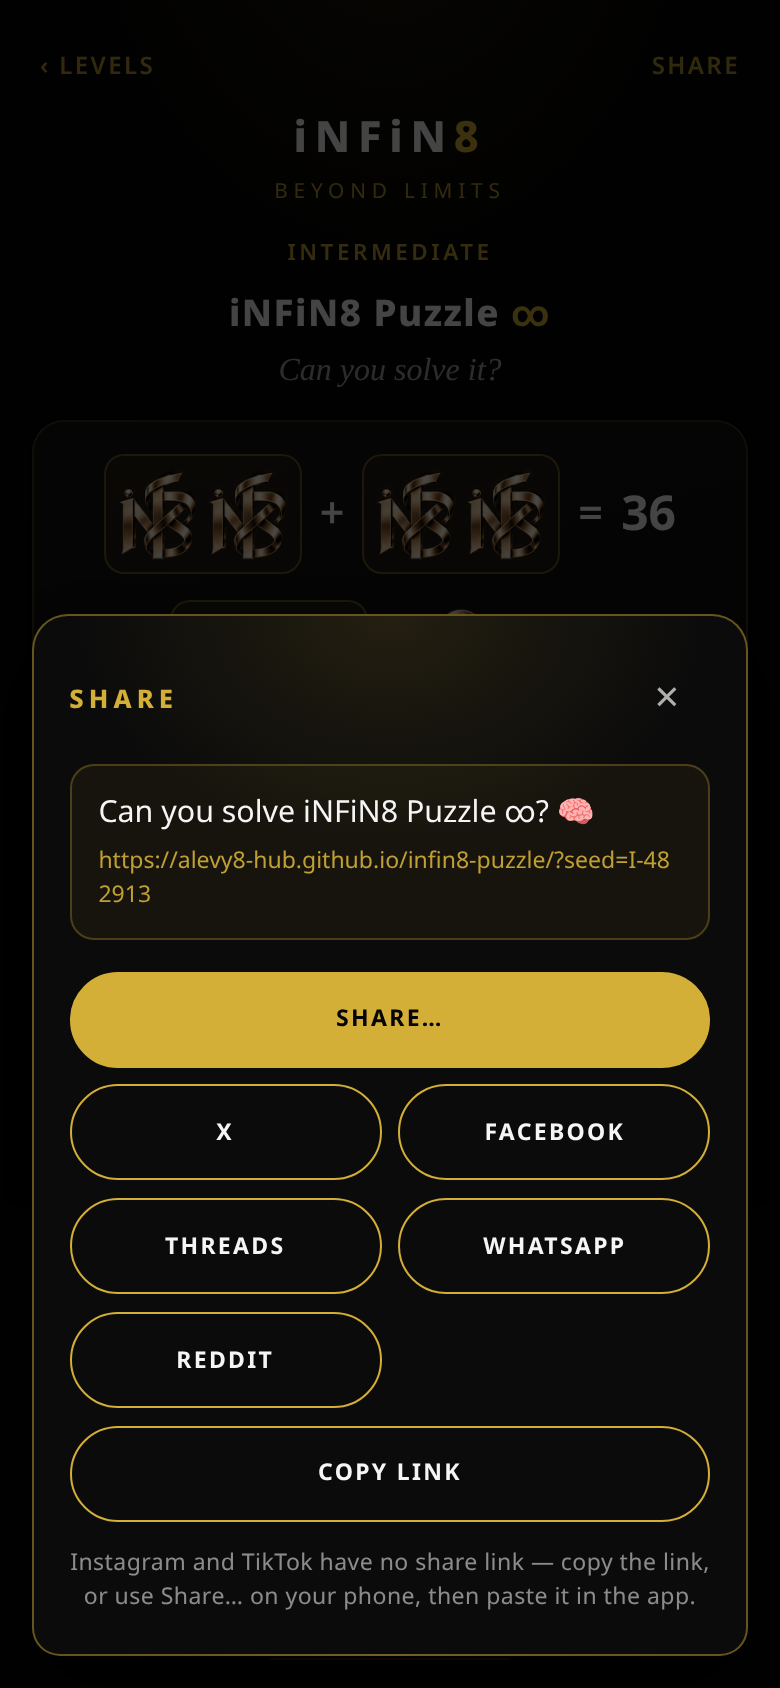 ‹ LEVELS
SHARE
iNFiN8
BEYOND LIMITS
INTERMEDIATE
iNFiN8 Puzzle ∞
Can you solve it?
+ = 36
SHARE
✕
Can you solve iNFiN8 Puzzle ∞? 🧠
https://alevy8-hub.github.io/infin8-puzzle/?seed=I-48
2913
SHARE…
X
FACEBOOK
THREADS
WHATSAPP
REDDIT
COPY LINK
Instagram and TikTok have no share link — copy the link,
or use Share… on your phone, then paste it in the app.